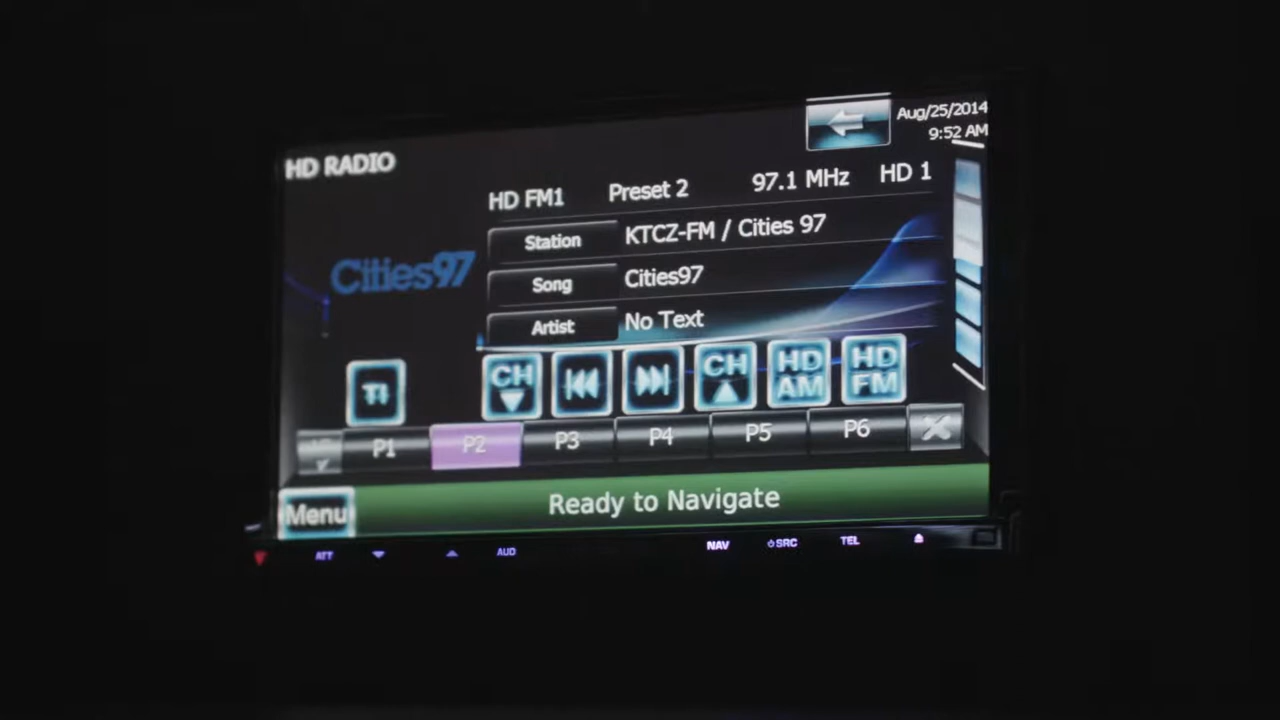 Aug/25/2014
9:52 AM
HD RADIO
HD FM1 Preset 2 97.1 MHz HD 1
Station KTCZ-FM / Cities 97
Cities97
Song Cities97
Artist No Text
TI CH CH HD AM HD FM
P1 P2 P3 P4 P5 P6
Menu Ready to Navigate
ATT AUD NAV SRC TEL